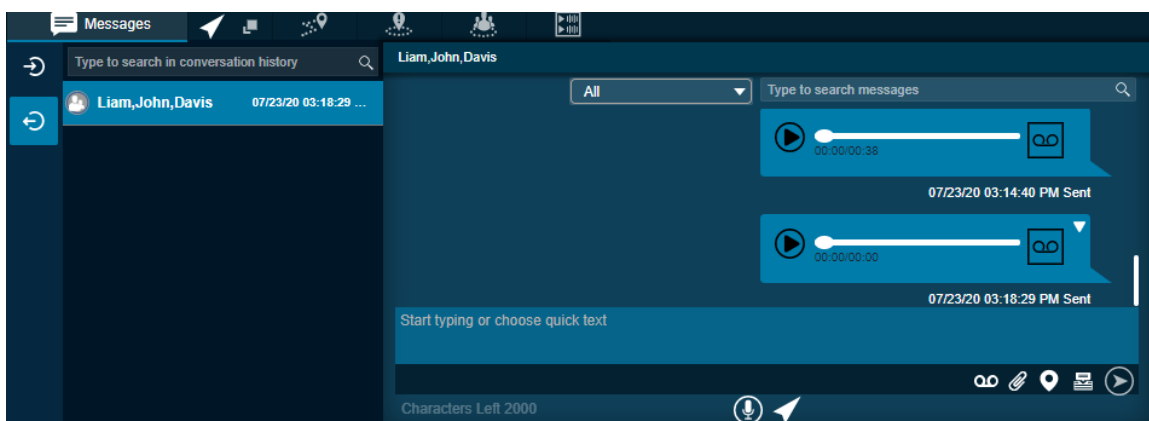 Messages
Type to search in conversation history
Liam,John,Davis
Liam,John,Davis 07/23/20 03:18:29 ...
All
Type to search messages
00:00/00:38
07/23/20 03:14:40 PM Sent
00:00/00:00
07/23/20 03:18:29 PM Sent
Start typing or choose quick text
Characters Left 2000